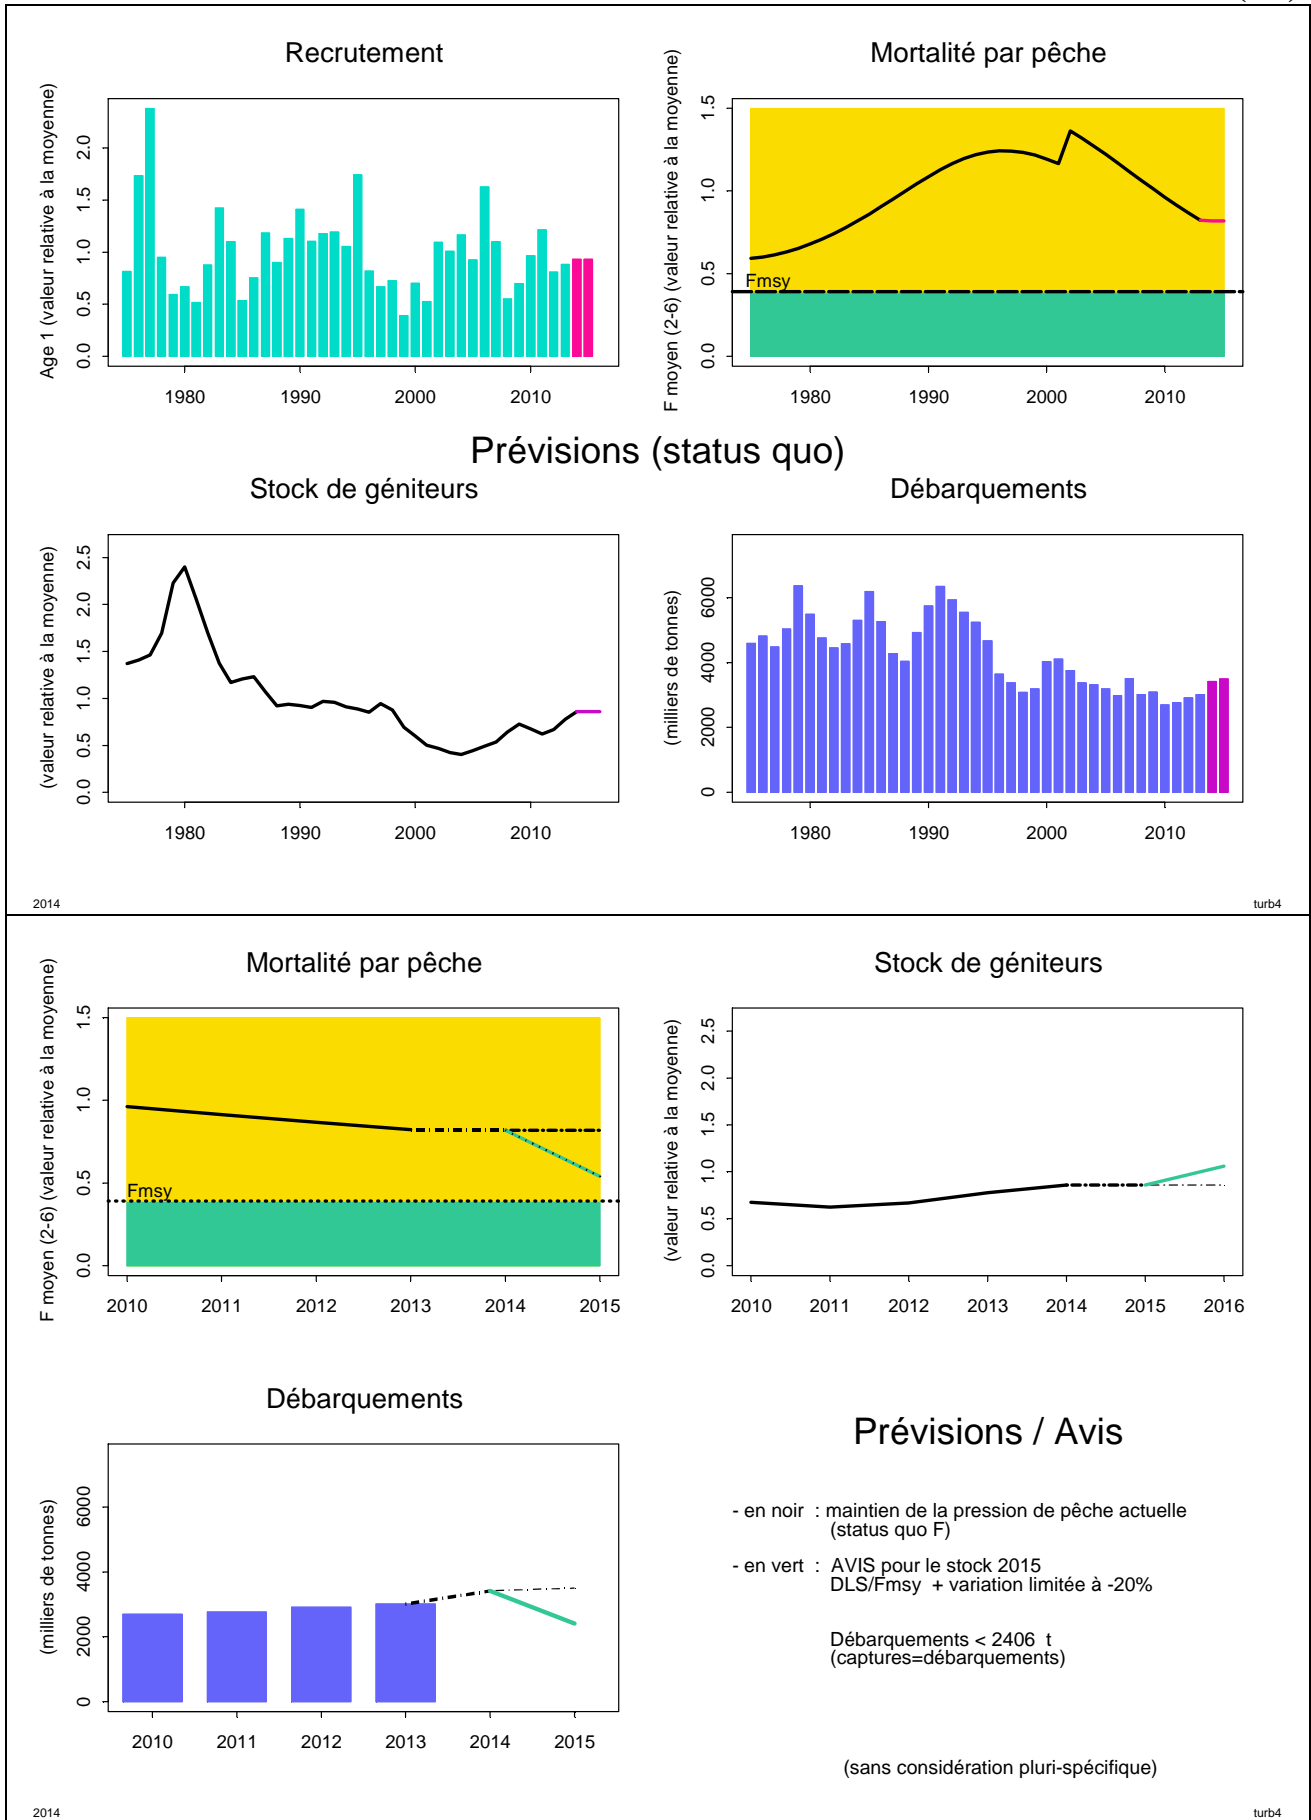 Recrutement
Age 1 (valeur relative à la moyenne)
0.0 0.5 1.0 1.5 2.0
1980 1990 2000 2010
Mortalité par pêche
F moyen (2-6) (valeur relative à la moyenne)
0.0 0.5 1.0 1.5
Fmsy
1980 1990 2000 2010
Prévisions (status quo)
Stock de géniteurs
(valeur relative à la moyenne)
0.0 0.5 1.0 1.5 2.0 2.5
1980 1990 2000 2010
Débarquements
(milliers de tonnes)
0 2000 4000 6000
1980 1990 2000 2010
2014
turb4
Mortalité par pêche
F moyen (2-6) (valeur relative à la moyenne)
0.0 0.5 1.0 1.5
Fmsy
2010 2011 2012 2013 2014 2015
Stock de géniteurs
(valeur relative à la moyenne)
0.0 0.5 1.0 1.5 2.0 2.5
2010 2011 2012 2013 2014 2015 2016
Débarquements
(milliers de tonnes)
0 2000 4000 6000
2010 2011 2012 2013 2014 2015
Prévisions / Avis
- en noir : maintien de la pression de pêche actuelle
(status quo F)
- en vert : AVIS pour le stock 2015
DLS/Fmsy + variation limitée à -20%
Débarquements < 2406 t
(captures=débarquements)
(sans considération pluri-spécifique)
2014
turb4